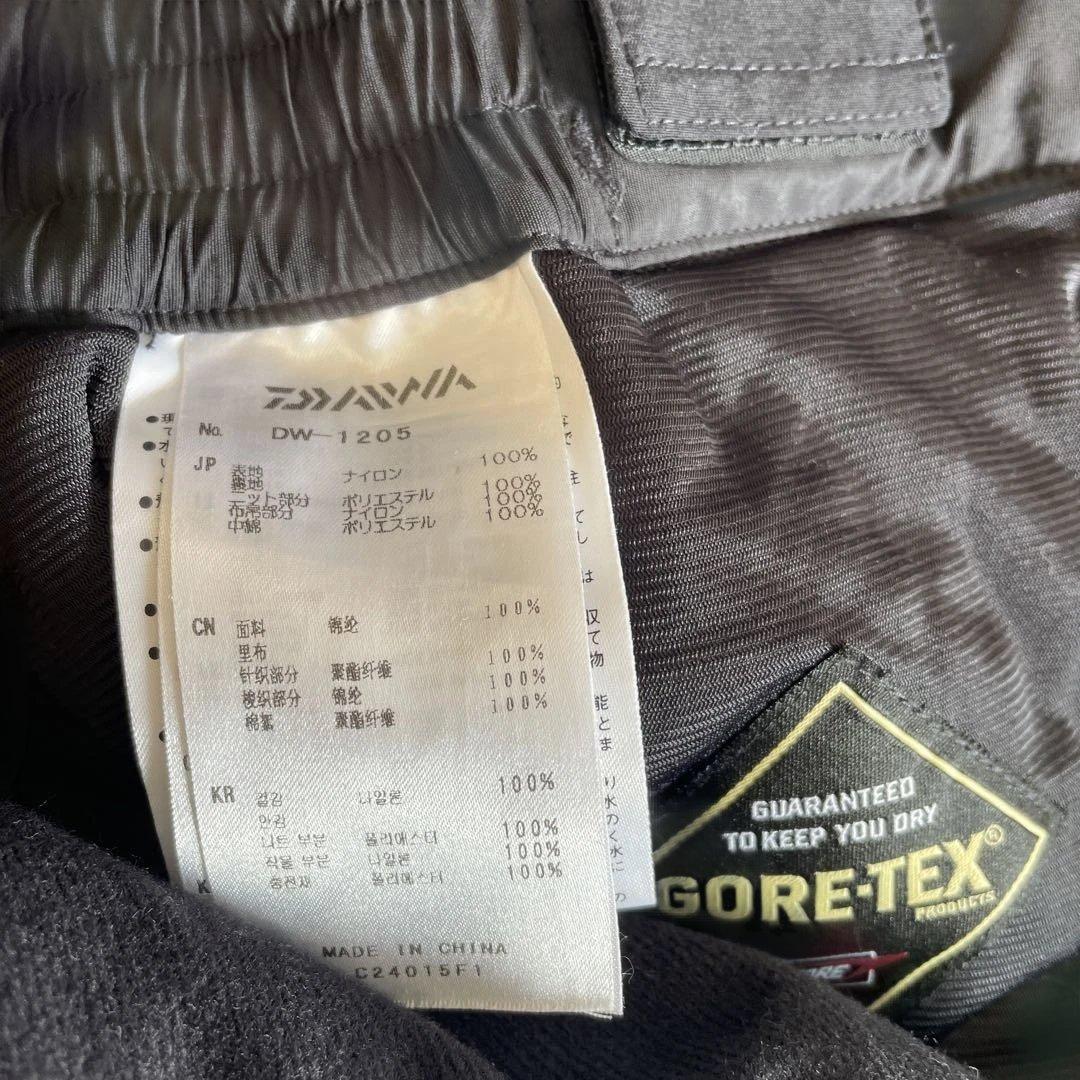 DAIWA
No. DW-1205
JP 表地 ナイロン 100%
裏地
ニット部分 ポリエステル 100%
布帛部分 ナイロン 100%
中綿 ポリエステル 100%
CN 面料 锦纶 100%
里布
针织部分 聚酯纤维 100%
梭织部分 锦纶 100%
棉絮 聚酯纤维 100%
KR 겉감 나일론 100%
안감
니트 부분 폴리에스터 100%
직물 부분 나일론 100%
충전재 폴리에스터 100%
MADE IN CHINA
C24015F1
GUARANTEED
TO KEEP YOU DRY
GORE-TEX®
PRODUCTS